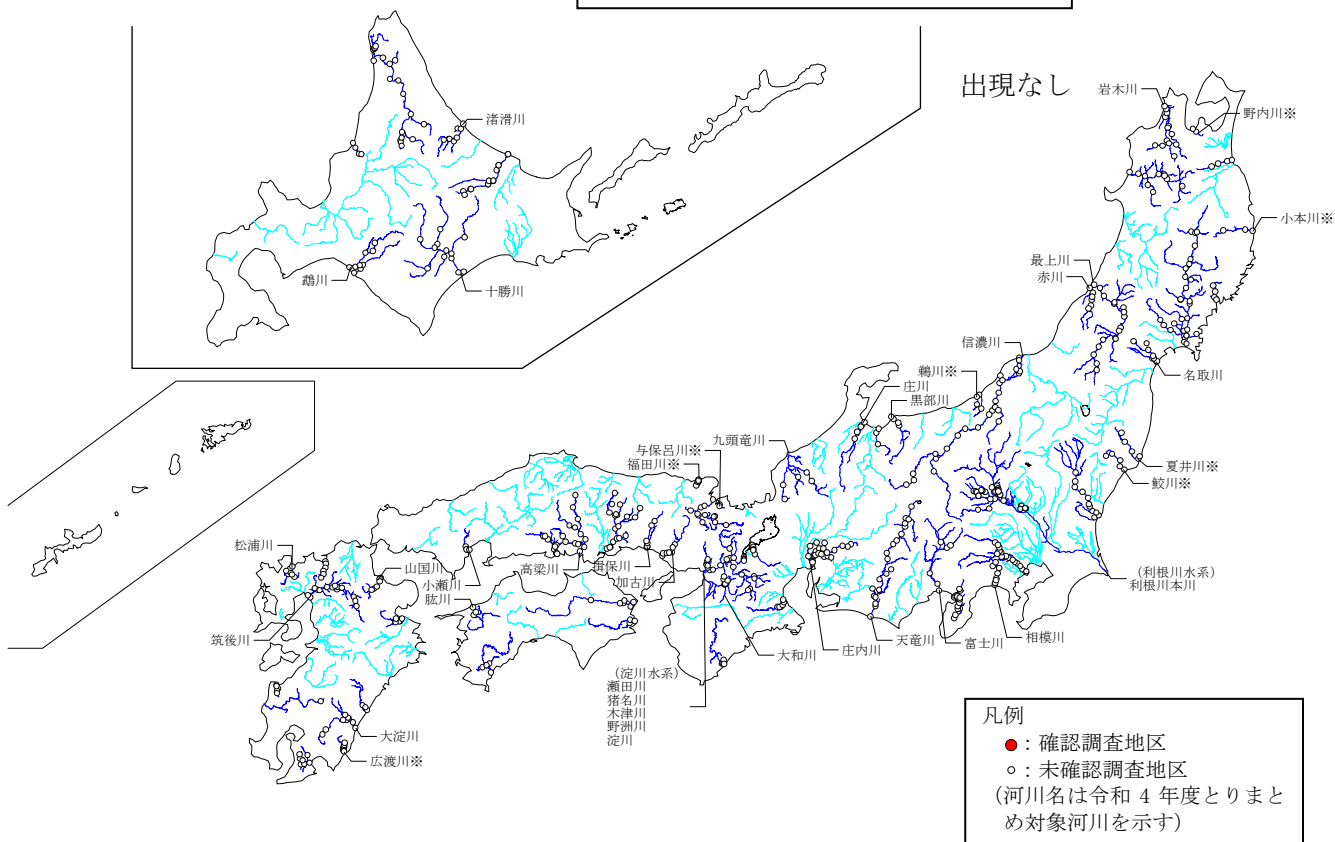 出現なし
岩木川
野内川※
渚滑川
小本川※
鵡川
十勝川
最上川
赤川
信濃川
名取川
鵜川※
庄川
黒部川
九頭竜川
与保呂川※
福田川※
夏井川※
鮫川※
松浦川
山国川
小瀬川
高梁川
揖保川
加古川
肱川
(利根川水系)
利根川本川
筑後川
天竜川
富士川
相模川
庄内川
大和川
(淀川水系)
瀬田川
猪名川
木津川
野洲川
淀川
大淀川
広渡川※
凡例
●:確認調査地区
○:未確認調査地区
(河川名は令和 4 年度とりまと
め対象河川を示す)